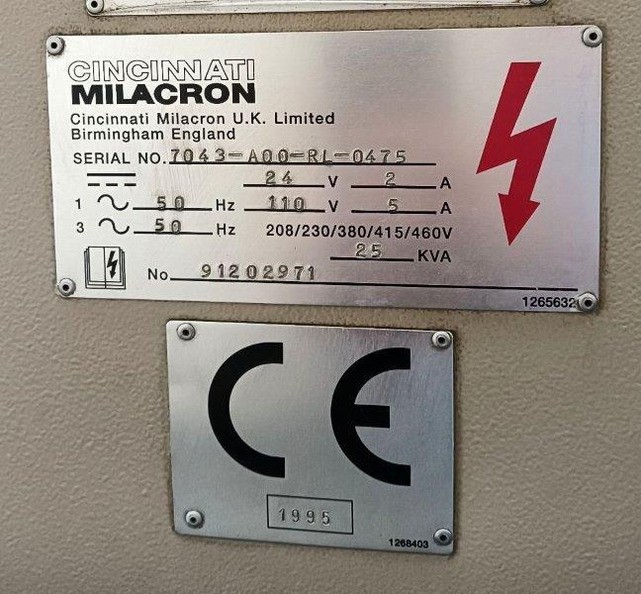 CINCINNATI
MILACRON
Cincinnati Milacron U.K. Limited
Birmingham England
SERIAL NO. 7043-A00-RL-0475
24 V 2 A
1 50 Hz 110 V 5 A
3 50 Hz 208/230/380/415/460V
25 KVA
No. 91202971
1265632
CE
1995
1268403